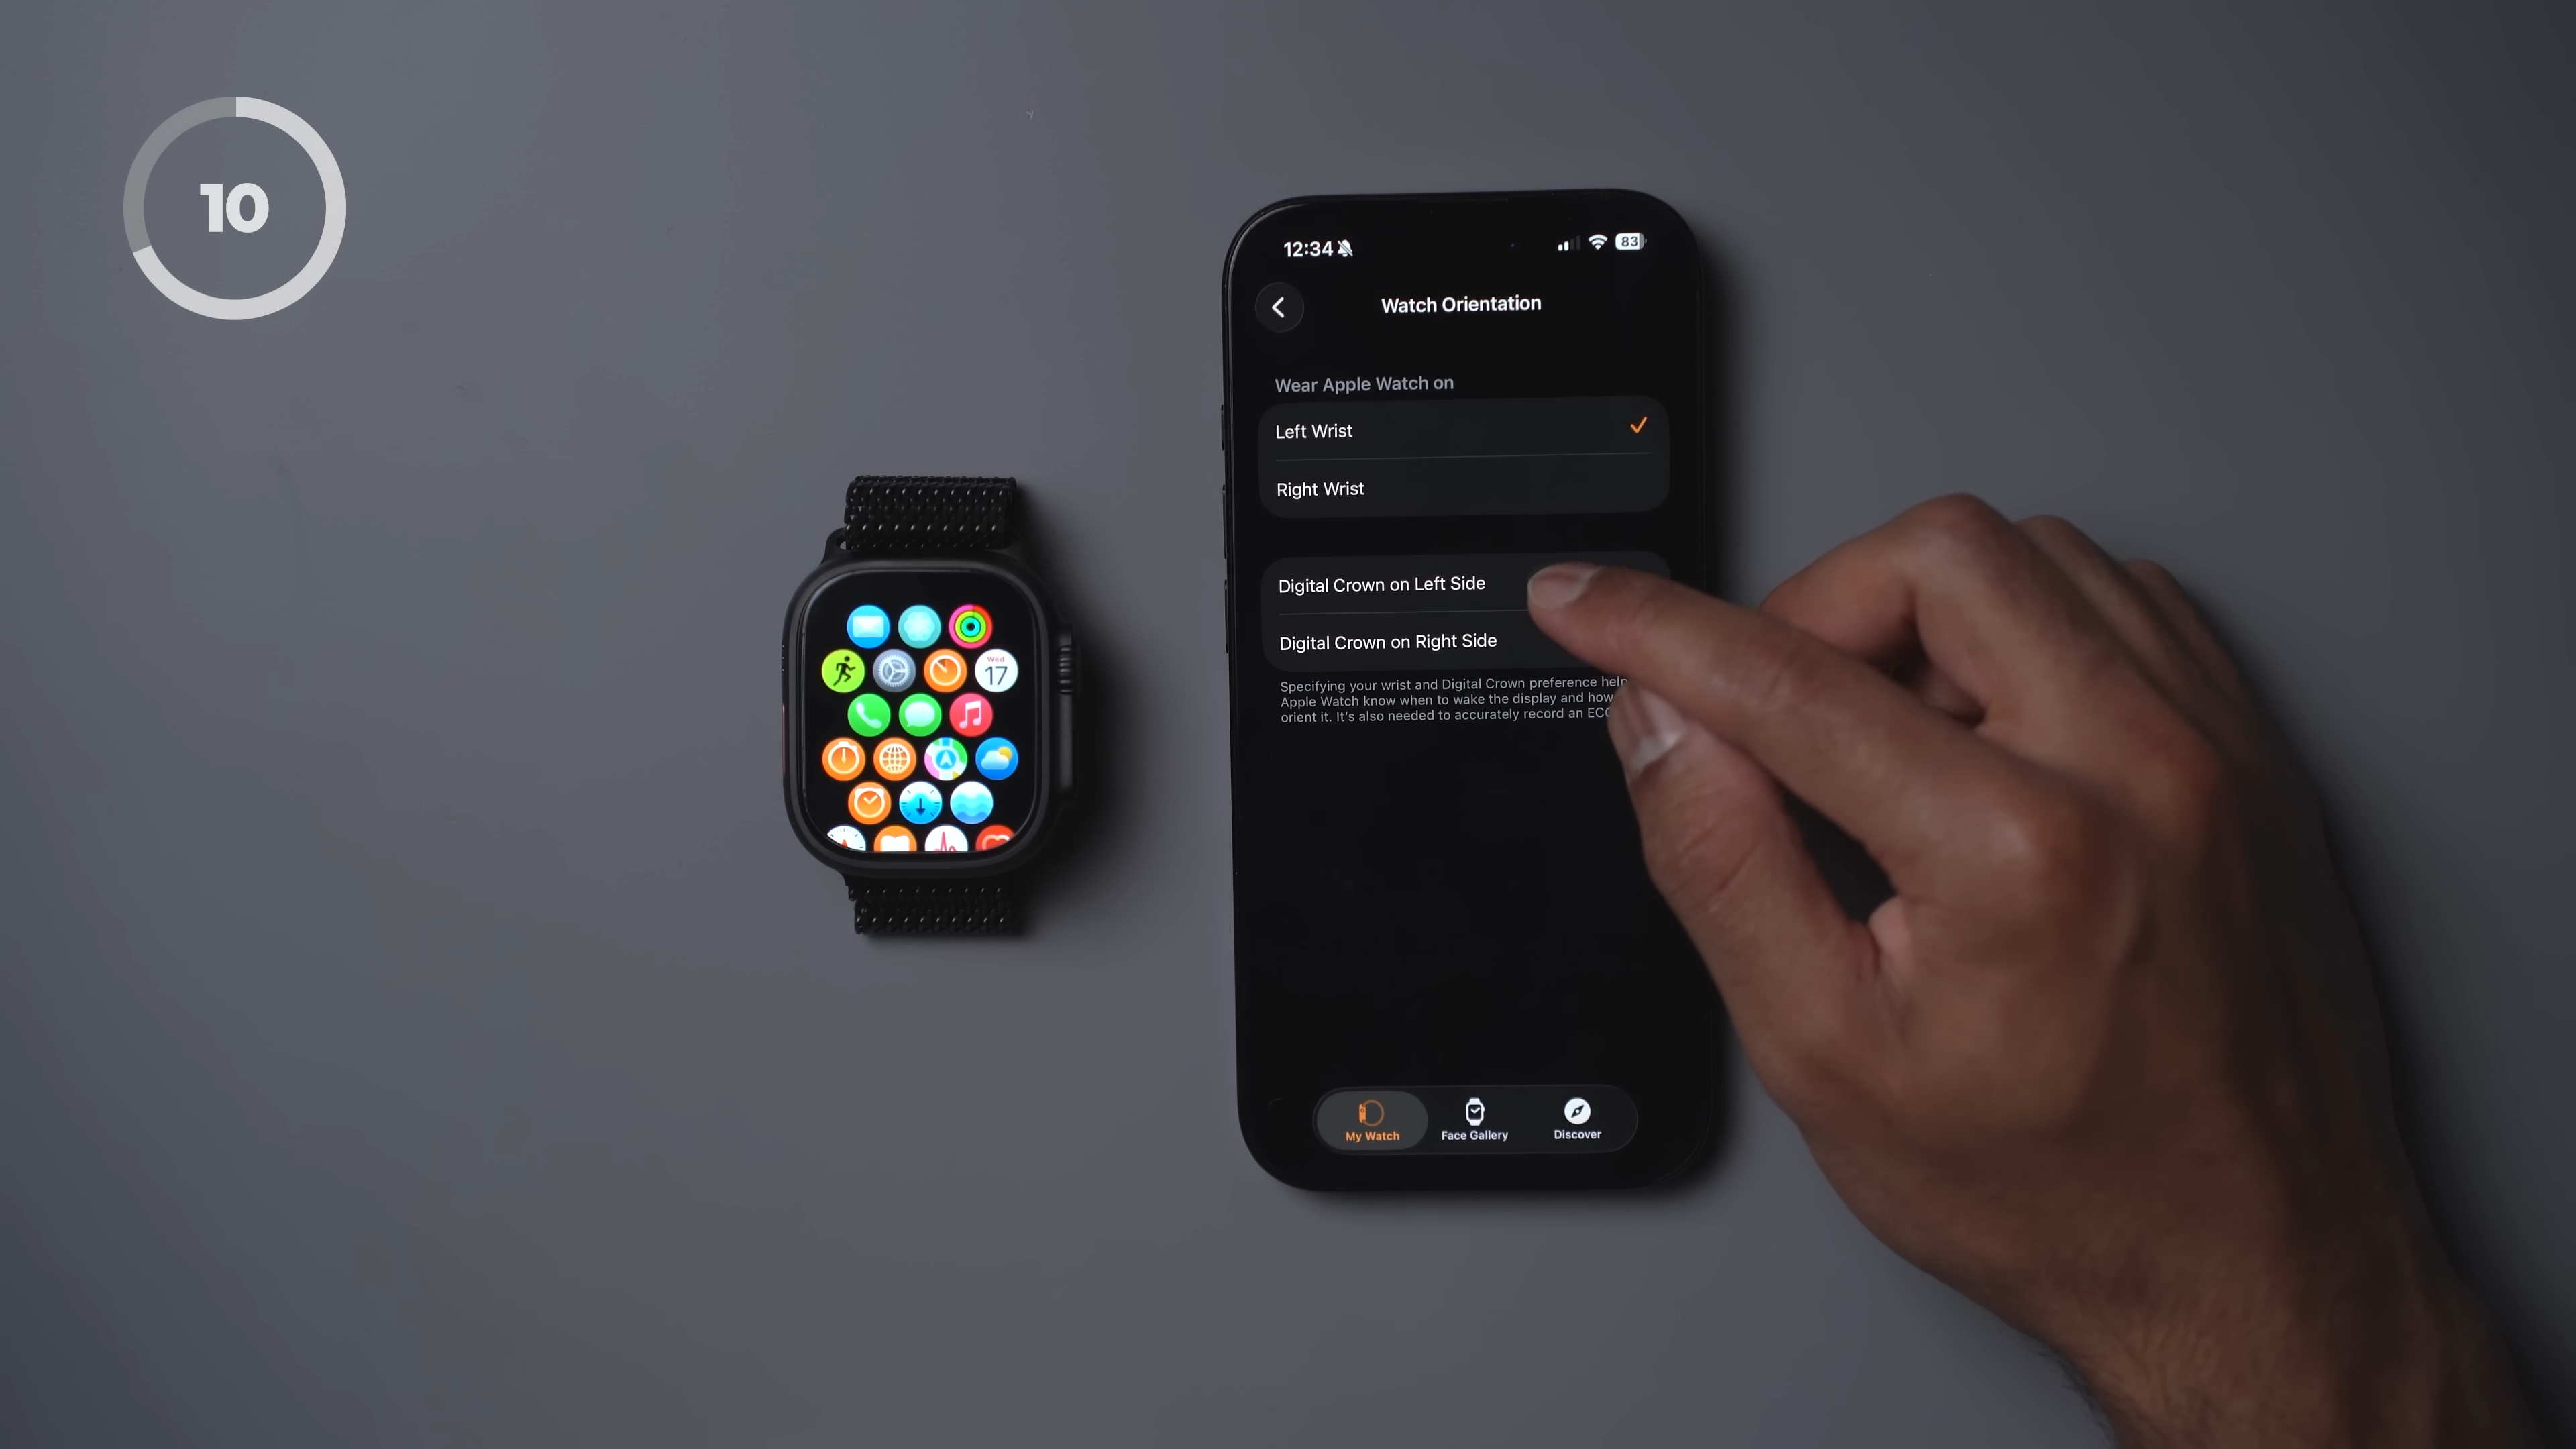 10
12:34
83
Watch Orientation
Wear Apple Watch on
Left Wrist
Right Wrist
Digital Crown on Left Side
Digital Crown on Right Side
Specifying your wrist and Digital Crown preference help
Apple Watch know when to wake the display and how
orient it. It's also needed to accurately record an
Wed
17
My Watch
Face Gallery
Discover